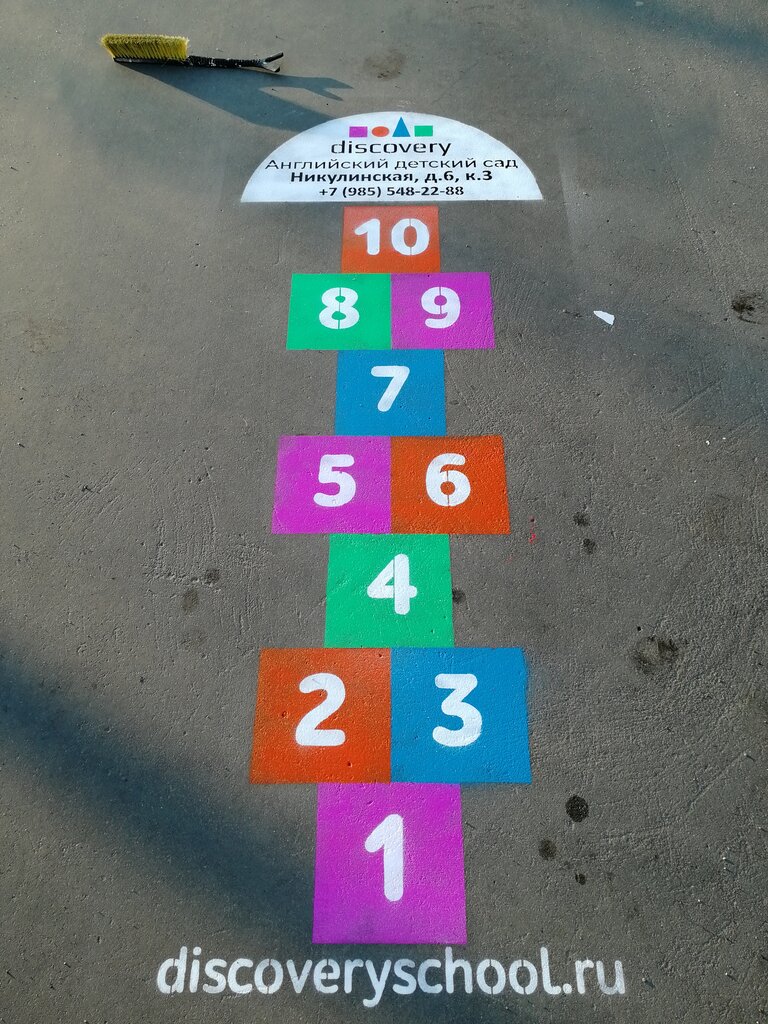 discovery
Английский детский сад
Никулинская, д.6, к.3
+7 (985) 548-22-88
10
8 9
7
5 6
4
2 3
1
discoveryschool.ru